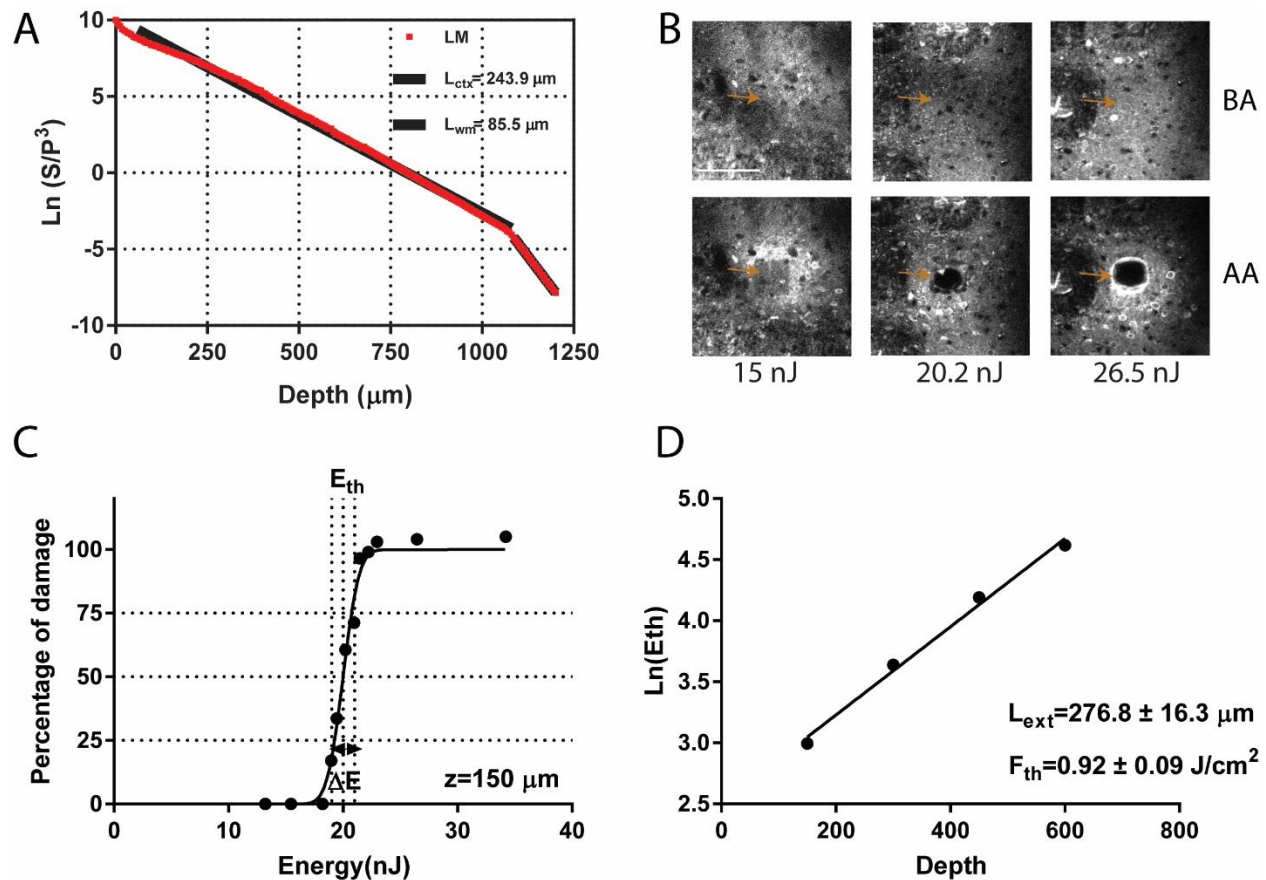 A
Ln (S/P³)
10
5
0
-5
-10
LM
L_ctx= 243.9 μm
L_wm= 85.5 μm
0 250 500 750 1000 1250
Depth (μm)
B
BA
AA
15 nJ 20.2 nJ 26.5 nJ
C
E_th
Percentage of damage
100
75
50
25
0
ΔE
z=150 μm
0 10 20 30 40
Energy(nJ)
D
Ln(Eth)
5.0
4.5
4.0
3.5
3.0
2.5
L_ext=276.8 ± 16.3 μm
F_th=0.92 ± 0.09 J/cm²
0 200 400 600 800
Depth